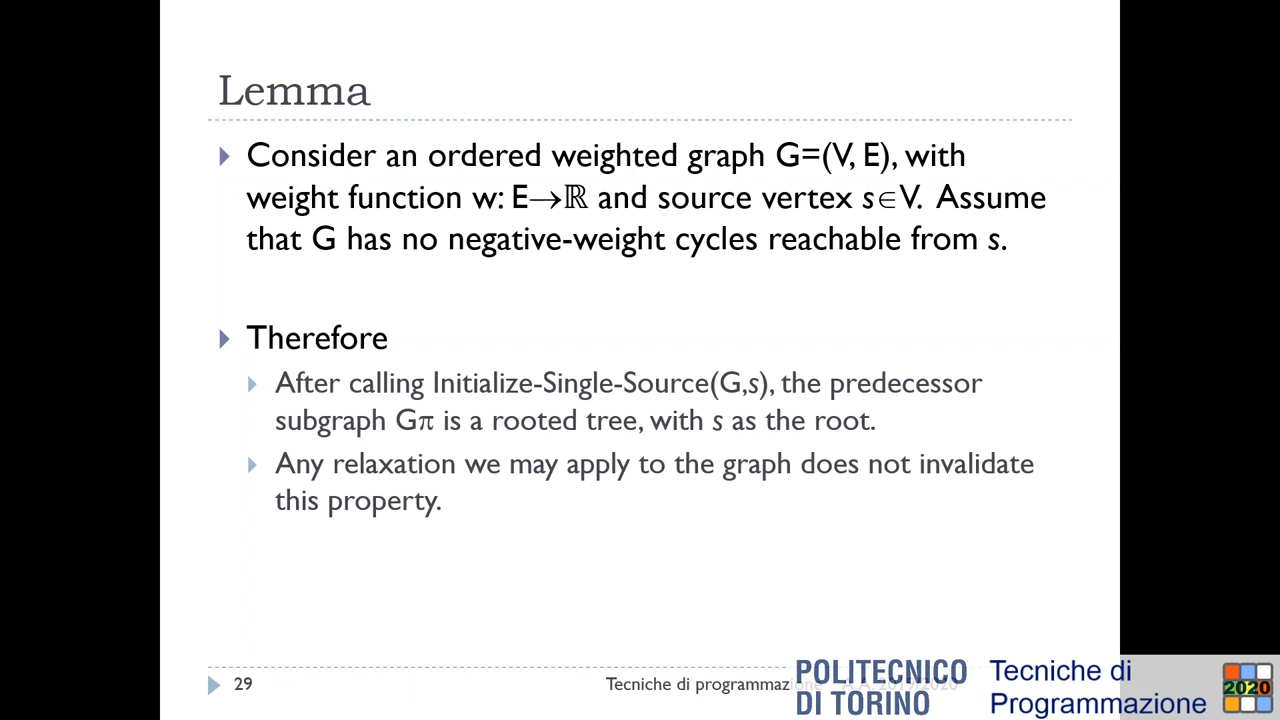 Lemma
Consider an ordered weighted graph G=(V, E), with
weight function w: E→ℝ and source vertex s∈V. Assume
that G has no negative-weight cycles reachable from s.
Therefore
After calling Initialize-Single-Source(G,s), the predecessor
subgraph Gπ is a rooted tree, with s as the root.
Any relaxation we may apply to the graph does not invalidate
this property.
29
Tecniche di programmazione A.A. 2019/2020
POLITECNICO
DI TORINO
Tecniche di
Programmazione
2020